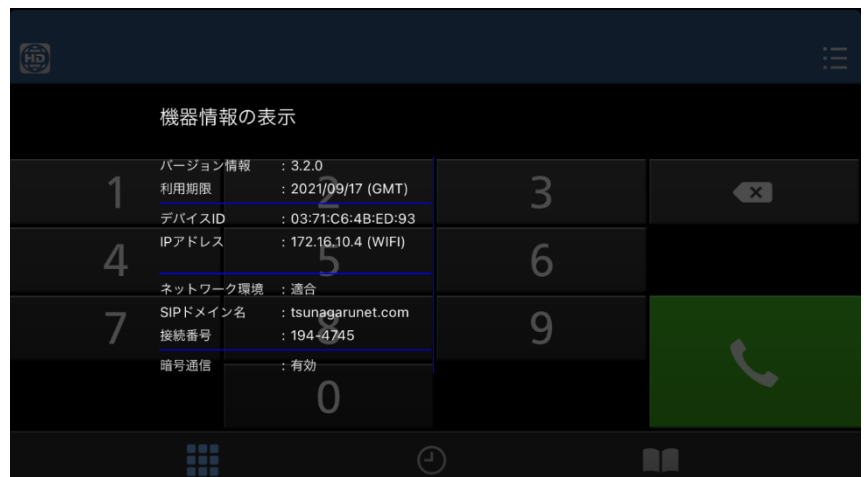 HD
機器情報の表示
バージョン情報 : 3.2.0
利用期限 : 2021/09/17 (GMT)
デバイスID : 03:71:C6:4B:ED:93
IPアドレス : 172.16.10.4 (WIFI)
ネットワーク環境 : 適合
SIPドメイン名 : tsunagarunet.com
接続番号 : 194-4745
暗号通信 : 有効
1 2 3
4 5 6
7 8 9
0